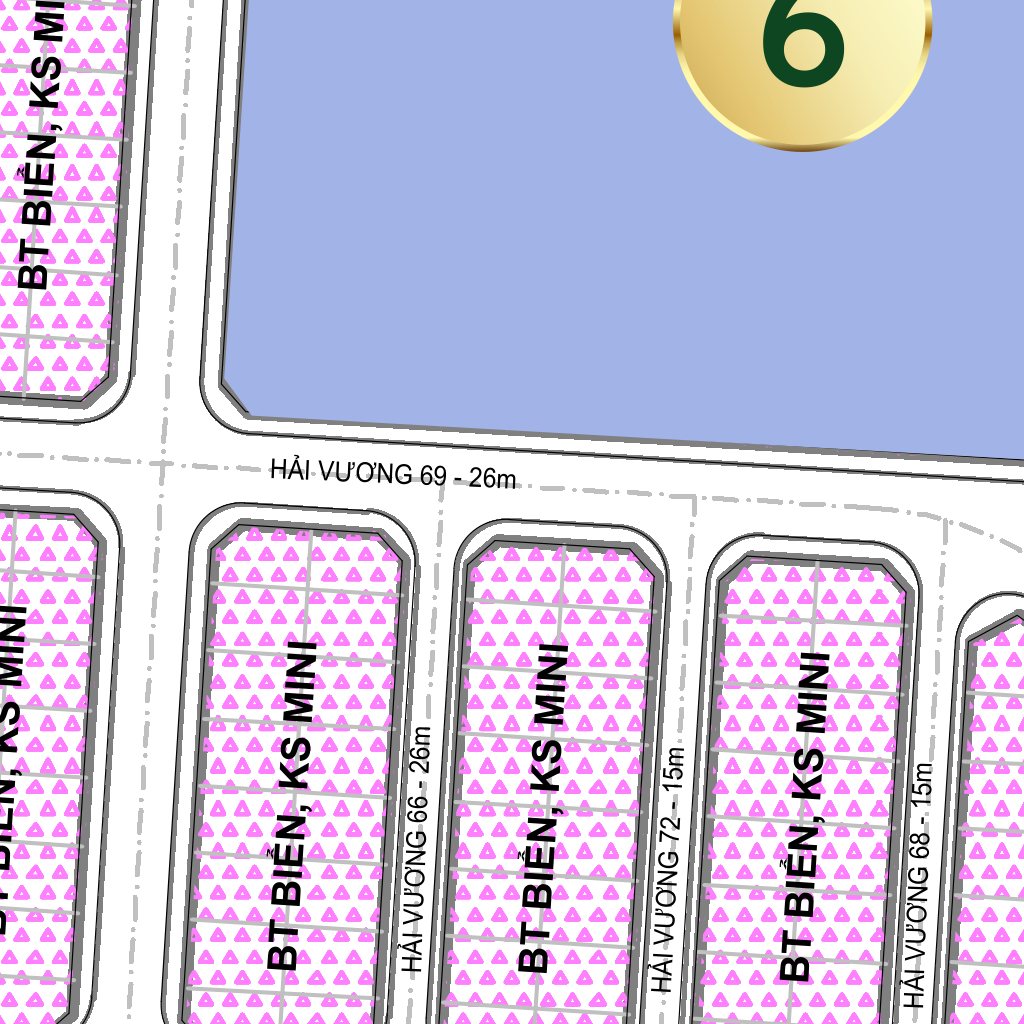 6
BT BIỂN, KS MINI
HẢI VƯƠNG 69 - 26m
BT BIỂN, KS MINI
BT BIỂN, KS MINI
HẢI VƯƠNG 66 - 26m
BT BIỂN, KS MINI
HẢI VƯƠNG 72 - 15m
BT BIỂN, KS MINI
HẢI VƯƠNG 68 - 15m